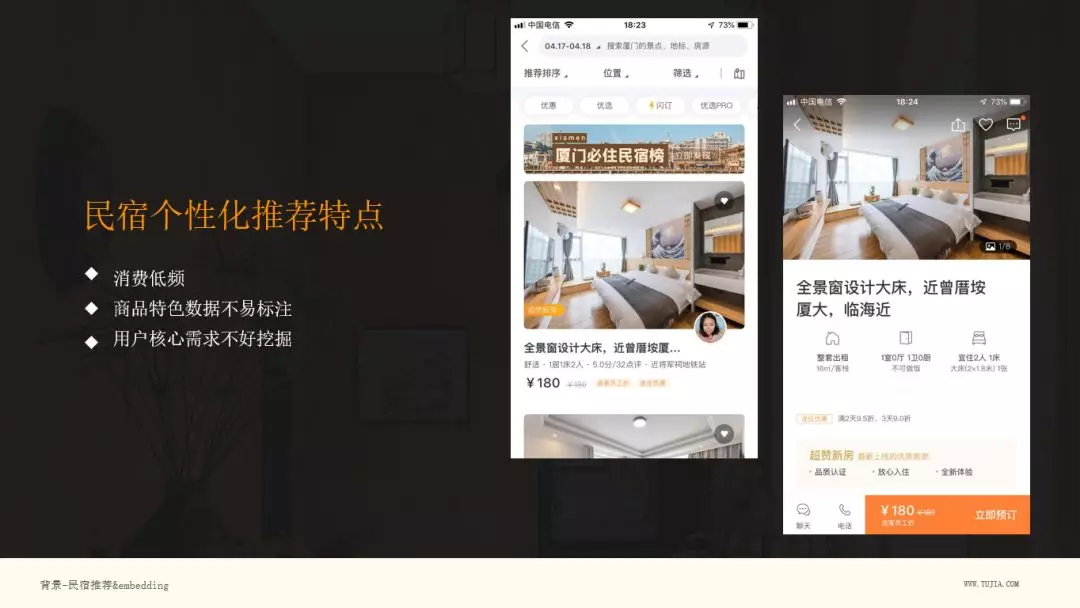 民宿个性化推荐特点
消费低频
商品特色数据不易标注
用户核心需求不好挖掘
中国电信
18:23
73%
04.17-04.18
搜索厦门的景点、地标、房源
推荐排序
位置
筛选
优惠
优选
闪订
优选PRO
xiamen
厦门必住民宿榜
立即发现
超赞新房
全景窗设计大床，近曾厝垵厦...
舒适 · 1居1床2人 · 5.0分/32点评 · 近将军祠地铁站
¥180
¥189
连住优惠
中国电信
18:24
73%
1/8
全景窗设计大床，近曾厝垵
厦大，临海近
整套出租
1室0厅 1卫0厨
宜住2人 1床
16㎡/客栈
不可做饭
大床(2×1.8米) 1张
连住优惠
满2天9.5折，3天9.0折
超赞新房
最新上线的优质房源
· 品质认证
· 放心入住
· 全新体验
聊天
电话
¥180
¥189
立即预订
背景-民宿推荐&embedding
WWW.TUJIA.COM